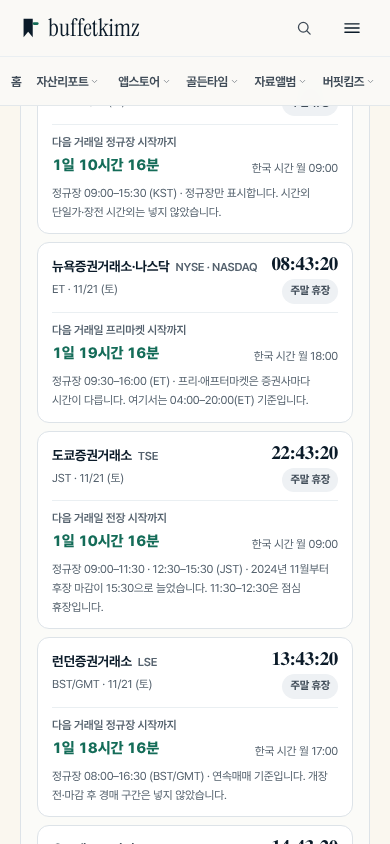 buffetkimz
홈 자산리포트 앱스토어 골든타임 자료앨범 버핏킴즈
다음 거래일 정규장 시작까지
1일 10시간 16분 한국 시간 월 09:00
정규장 09:00–15:30 (KST) · 정규장만 표시합니다. 시간외
단일가·장전 시간외는 넣지 않았습니다.
뉴욕증권거래소·나스닥 NYSE · NASDAQ 08:43:20
ET · 11/21 (토) 주말 휴장
다음 거래일 프리마켓 시작까지
1일 19시간 16분 한국 시간 월 18:00
정규장 09:30–16:00 (ET) · 프리·애프터마켓은 증권사마다
시간이 다릅니다. 여기서는 04:00–20:00(ET) 기준입니다.
도쿄증권거래소 TSE 22:43:20
JST · 11/21 (토) 주말 휴장
다음 거래일 전장 시작까지
1일 10시간 16분 한국 시간 월 09:00
정규장 09:00–11:30 · 12:30–15:30 (JST) · 2024년 11월부터
후장 마감이 15:30으로 늘었습니다. 11:30–12:30은 점심
휴장입니다.
런던증권거래소 LSE 13:43:20
BST/GMT · 11/21 (토) 주말 휴장
다음 거래일 정규장 시작까지
1일 18시간 16분 한국 시간 월 17:00
정규장 08:00–16:30 (BST/GMT) · 연속매매 기준입니다. 개장
전·마감 후 경매 구간은 넣지 않았습니다.